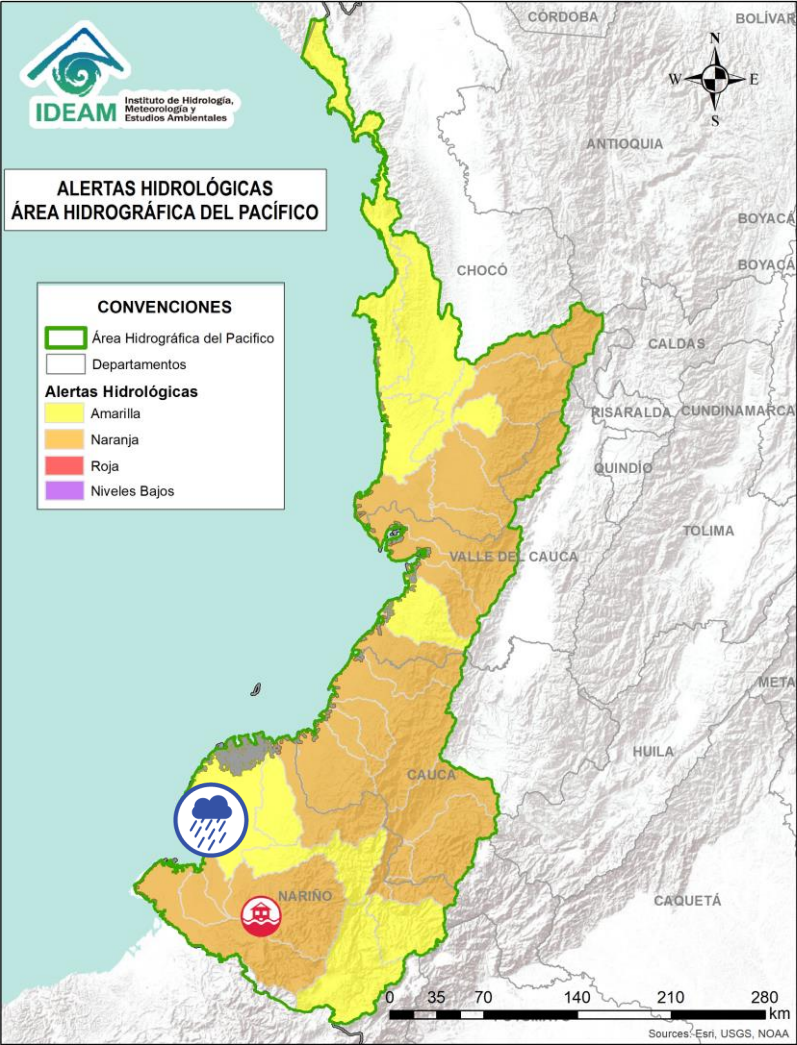 IDEAM
Instituto de Hidrología,
Meteorología y
Estudios Ambientales
ALERTAS HIDROLÓGICAS
ÁREA HIDROGRÁFICA DEL PACÍFICO
CONVENCIONES
Área Hidrográfica del Pacifico
Departamentos
Alertas Hidrológicas
Amarilla
Naranja
Roja
Niveles Bajos
N
W E
S
CÓRDOBA
BOLÍVAR
ANTIOQUIA
BOYACÁ
BOYACÁ
CHOCÓ
CALDAS
RISARALDA
CUNDINAMARCA
QUINDÍO
TOLIMA
VALLE DEL CAUCA
META
HUILA
CAUCA
NARIÑO
CAQUETÁ
0 35 70 140 210 280
km
Sources: Esri, USGS, NOAA